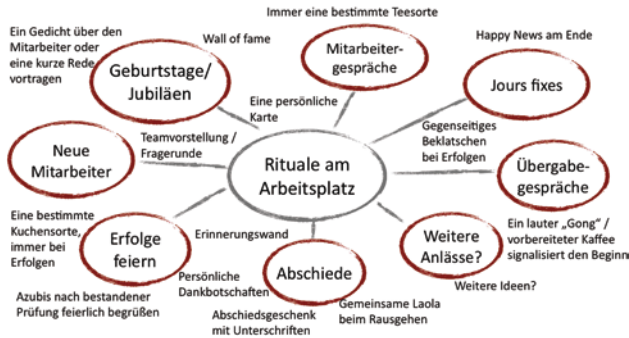 Immer eine bestimmte Teesorte
Ein Gedicht über den
Mitarbeiter oder
eine kurze Rede
vortragen
Wall of fame
Geburtstage/
Jubiläen
Mitarbeiter-
gespräche
Happy News am Ende
Jours fixes
Eine persönliche
Karte
Gegenseitiges
Beklatschen
bei Erfolgen
Neue
Mitarbeiter
Teamvorstellung /
Fragerunde
Rituale am
Arbeitsplatz
Übergabe-
gespräche
Ein lauter „Gong“ /
vorbereiteter Kaffee
signalisiert den Beginn
Eine bestimmte
Kuchensorte,
immer bei
Erfolgen
Erfolge
feiern
Erinnerungswand
Weitere
Anlässe?
Weitere Ideen?
Azubis nach bestandener
Prüfung feierlich begrüßen
Persönliche
Dankbotschaften
Abschiede
Abschiedsgeschenk
mit Unterschriften
Gemeinsame Laola
beim Rausgehen